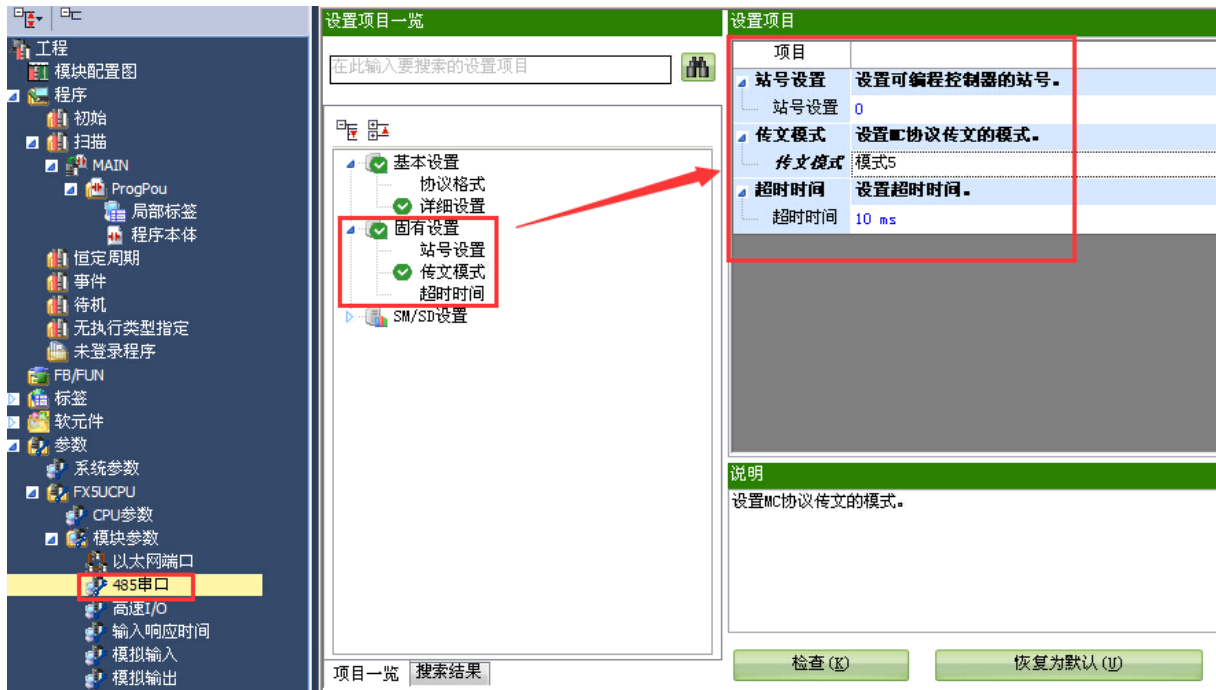 工程
模块配置图
程序
初始
扫描
MAIN
ProgPou
局部标签
程序本体
恒定周期
事件
待机
无执行类型指定
未登录程序
FB/FUN
标签
软元件
参数
系统参数
FX5UCPU
CPU参数
模块参数
以太网端口
485串口
高速I/O
输入响应时间
模拟输入
模拟输出
设置项目一览
在此输入要搜索的设置项目
基本设置
协议格式
详细设置
固有设置
站号设置
传文模式
超时时间
SM/SD设置
项目一览 搜索结果
设置项目
项目
站号设置 设置可编程控制器的站号。
站号设置 0
传文模式 设置MC协议传文的模式。
传文模式 模式5
超时时间 设置超时时间。
超时时间 10 ms
说明
设置MC协议传文的模式。
检查(K) 恢复为默认(U)